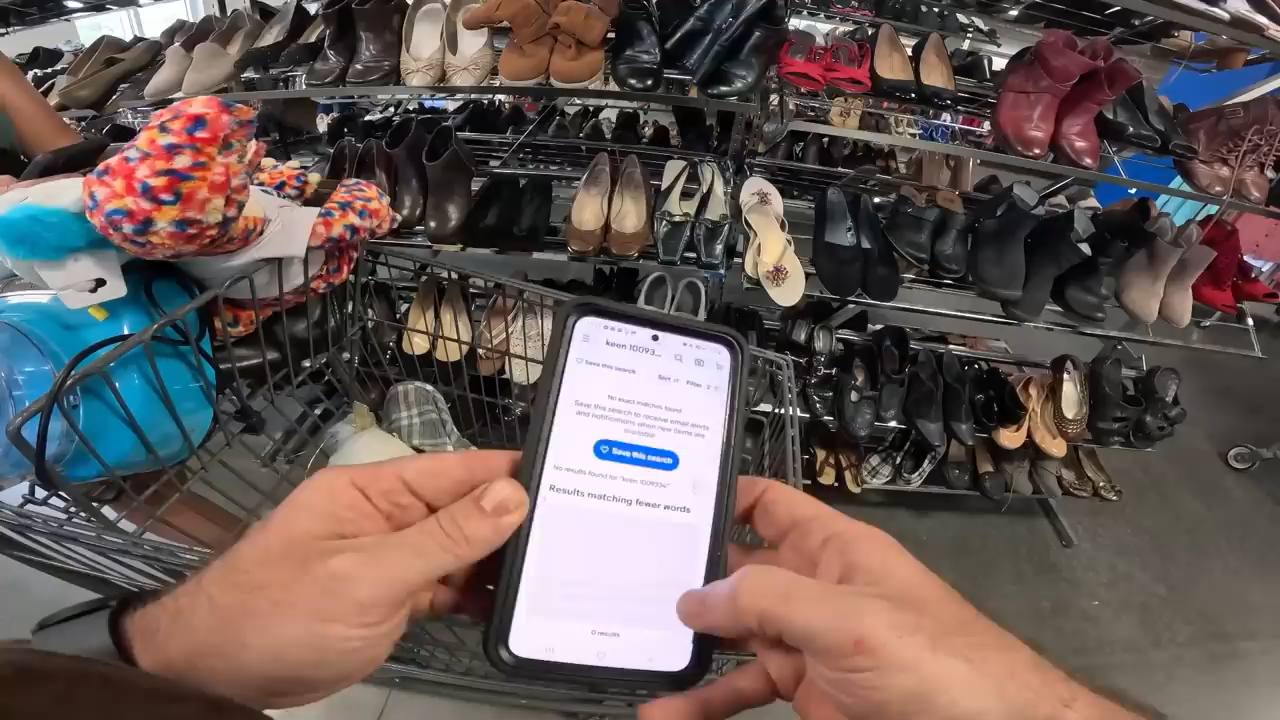 keen 10093...
Save this search
Sort
Filter
No exact matches found
Save this search to receive email alerts
and notifications when new items are
available.
Save this search
No results found for "keen 1009334"
Results matching fewer words
0 results